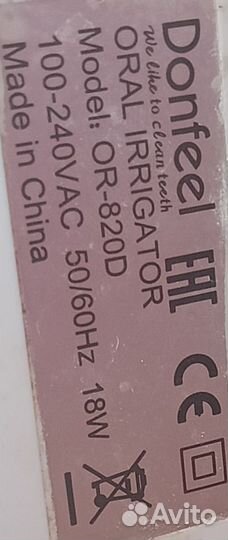 Donfeel
We like to clean teeth
ORAL IRRIGATOR
Model: OR-820D
100-240VAC 50/60Hz 18W
Made in China
EAC
CE
Avito